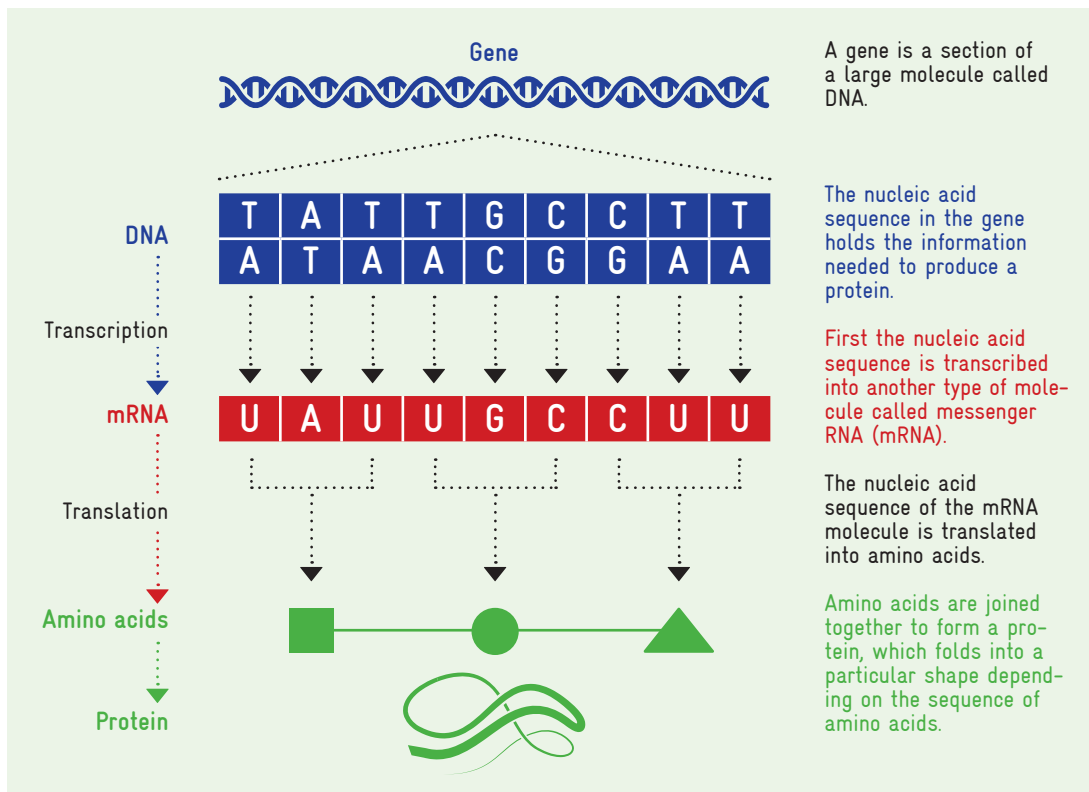 Gene
A gene is a section of
a large molecule called
DNA.
DNA
T A T T G C C T T
A T A A C G G A A
The nucleic acid
sequence in the gene
holds the information
needed to produce a
protein.
Transcription
First the nucleic acid
sequence is transcribed
into another type of mole-
cule called messenger
RNA (mRNA).
mRNA
U A U U G C C U U
Translation
The nucleic acid
sequence of the mRNA
molecule is translated
into amino acids.
Amino acids
Protein
Amino acids are joined
together to form a pro-
tein, which folds into a
particular shape depend-
ing on the sequence of
amino acids.